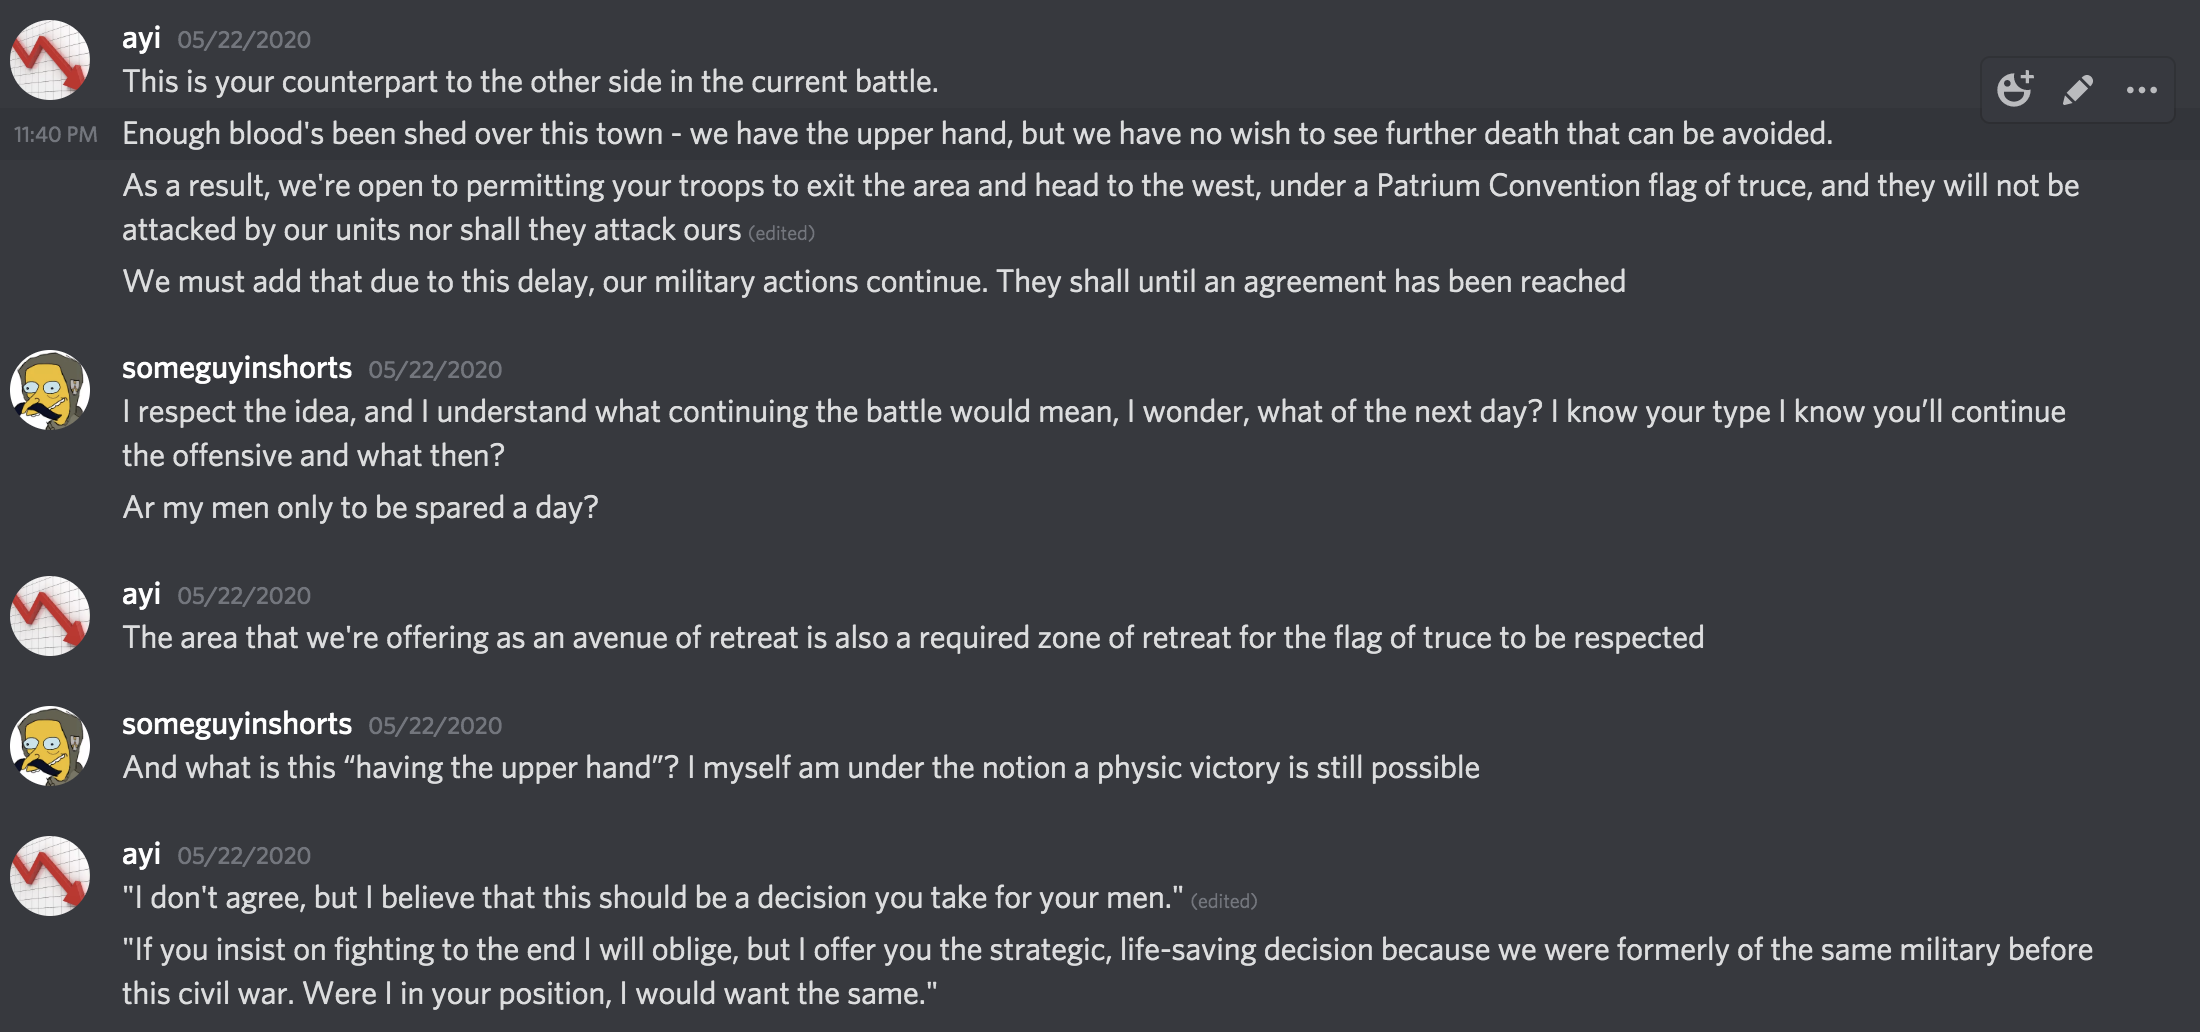 ayi 05/22/2020
This is your counterpart to the other side in the current battle.
11:40 PM Enough blood's been shed over this town - we have the upper hand, but we have no wish to see further death that can be avoided.
As a result, we're open to permitting your troops to exit the area and head to the west, under a Patrium Convention flag of truce, and they will not be
attacked by our units nor shall they attack ours (edited)
We must add that due to this delay, our military actions continue. They shall until an agreement has been reached
someguyinshorts 05/22/2020
I respect the idea, and I understand what continuing the battle would mean, I wonder, what of the next day? I know your type I know you’ll continue
the offensive and what then?
Ar my men only to be spared a day?
ayi 05/22/2020
The area that we're offering as an avenue of retreat is also a required zone of retreat for the flag of truce to be respected
someguyinshorts 05/22/2020
And what is this “having the upper hand”? I myself am under the notion a physic victory is still possible
ayi 05/22/2020
"I don't agree, but I believe that this should be a decision you take for your men." (edited)
"If you insist on fighting to the end I will oblige, but I offer you the strategic, life-saving decision because we were formerly of the same military before
this civil war. Were I in your position, I would want the same."